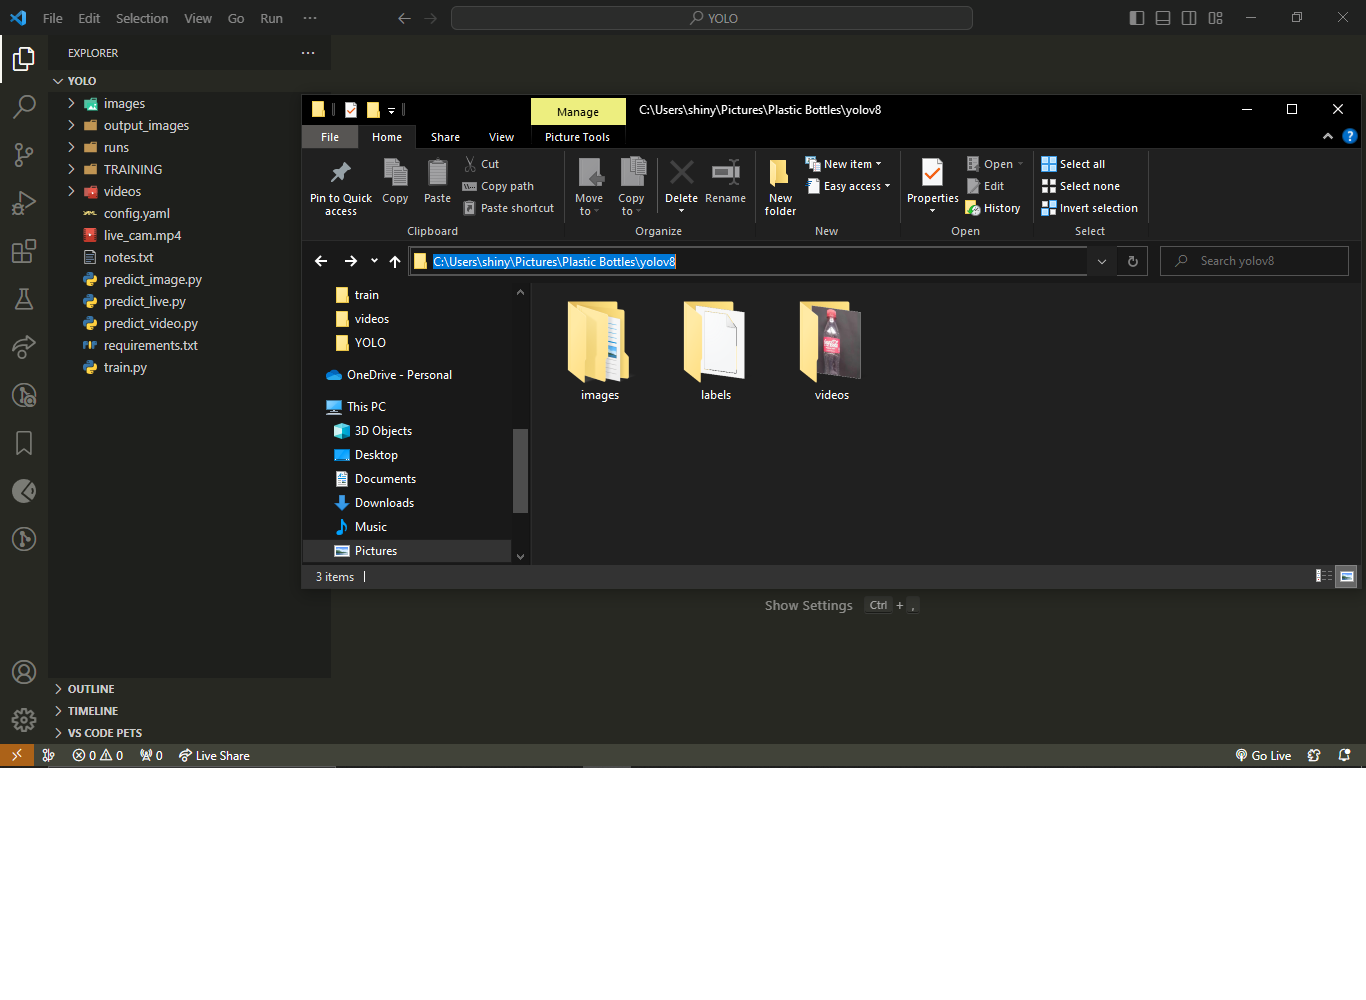 File Edit Selection View Go Run ···
YOLO
EXPLORER ···
YOLO
images
output_images
runs
TRAINING
videos
config.yaml
live_cam.mp4
notes.txt
predict_image.py
predict_live.py
predict_video.py
requirements.txt
train.py
OUTLINE
TIMELINE
VS CODE PETS
Manage
C:\Users\shiny\Pictures\Plastic Bottles\yolov8
File Home Share View Picture Tools
Pin to Quick
access
Copy
Paste
Cut
Copy path
Paste shortcut
Clipboard
Move
to
Copy
to
Delete
Rename
Organize
New
folder
New item
Easy access
New
Properties
Open
Edit
History
Open
Select all
Select none
Invert selection
Select
C:\Users\shiny\Pictures\Plastic Bottles\yolov8
Search yolov8
train
videos
YOLO
OneDrive - Personal
This PC
3D Objects
Desktop
Documents
Downloads
Music
Pictures
images
labels
videos
3 items
Show Settings Ctrl + ,
0 0 0 Live Share
Go Live